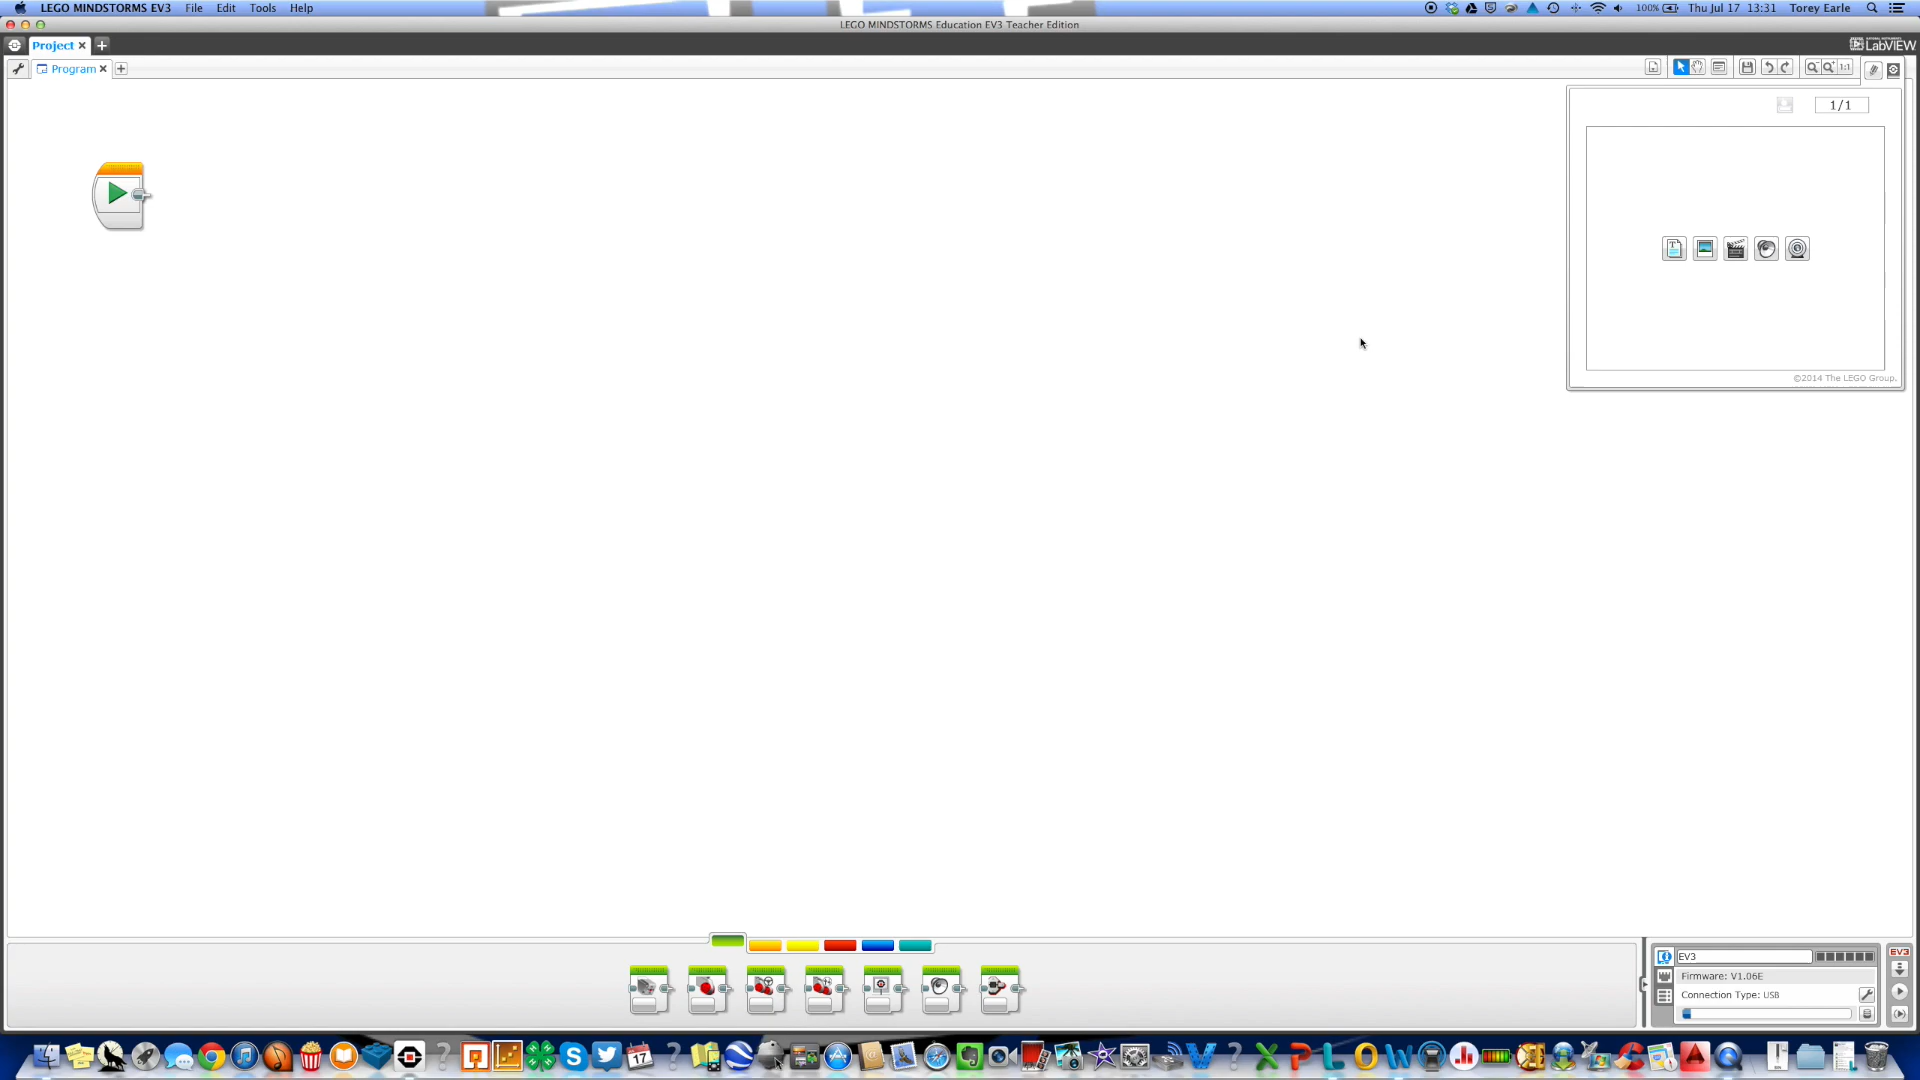 LEGO MINDSTORMS EV3 File Edit Tools Help 100% Thu Jul 17 13:31 Torey Earle
LEGO MINDSTORMS Education EV3 Teacher Edition
Project
LabVIEW
Program
1:1
1/1
©2014 The LEGO Group.
EV3
EV3
Firmware: V1.06E
Connection Type: USB
17